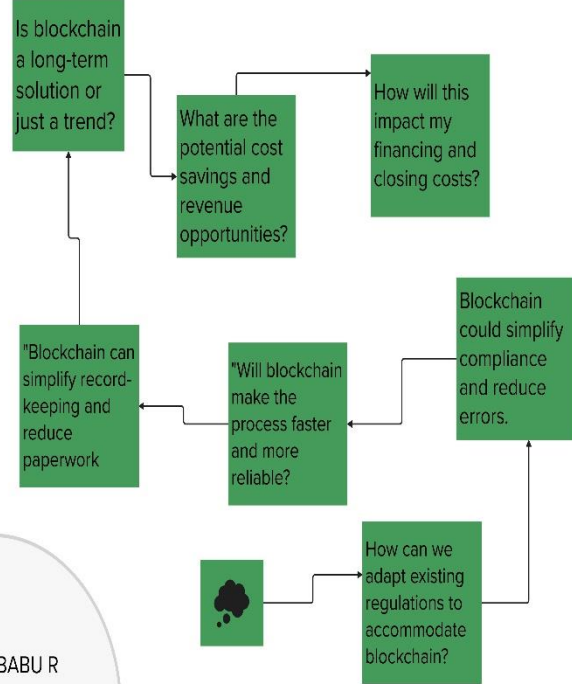 Is blockchain
a long-term
solution or
just a trend?
What are the
potential cost
savings and
revenue
opportunities?
How will this
impact my
financing and
closing costs?
"Blockchain can
simplify record-
keeping and
reduce
paperwork
"Will blockchain
make the
process faster
and more
reliable?
Blockchain
could simplify
compliance
and reduce
errors.
How can we
adapt existing
regulations to
accommodate
blockchain?
BABU R